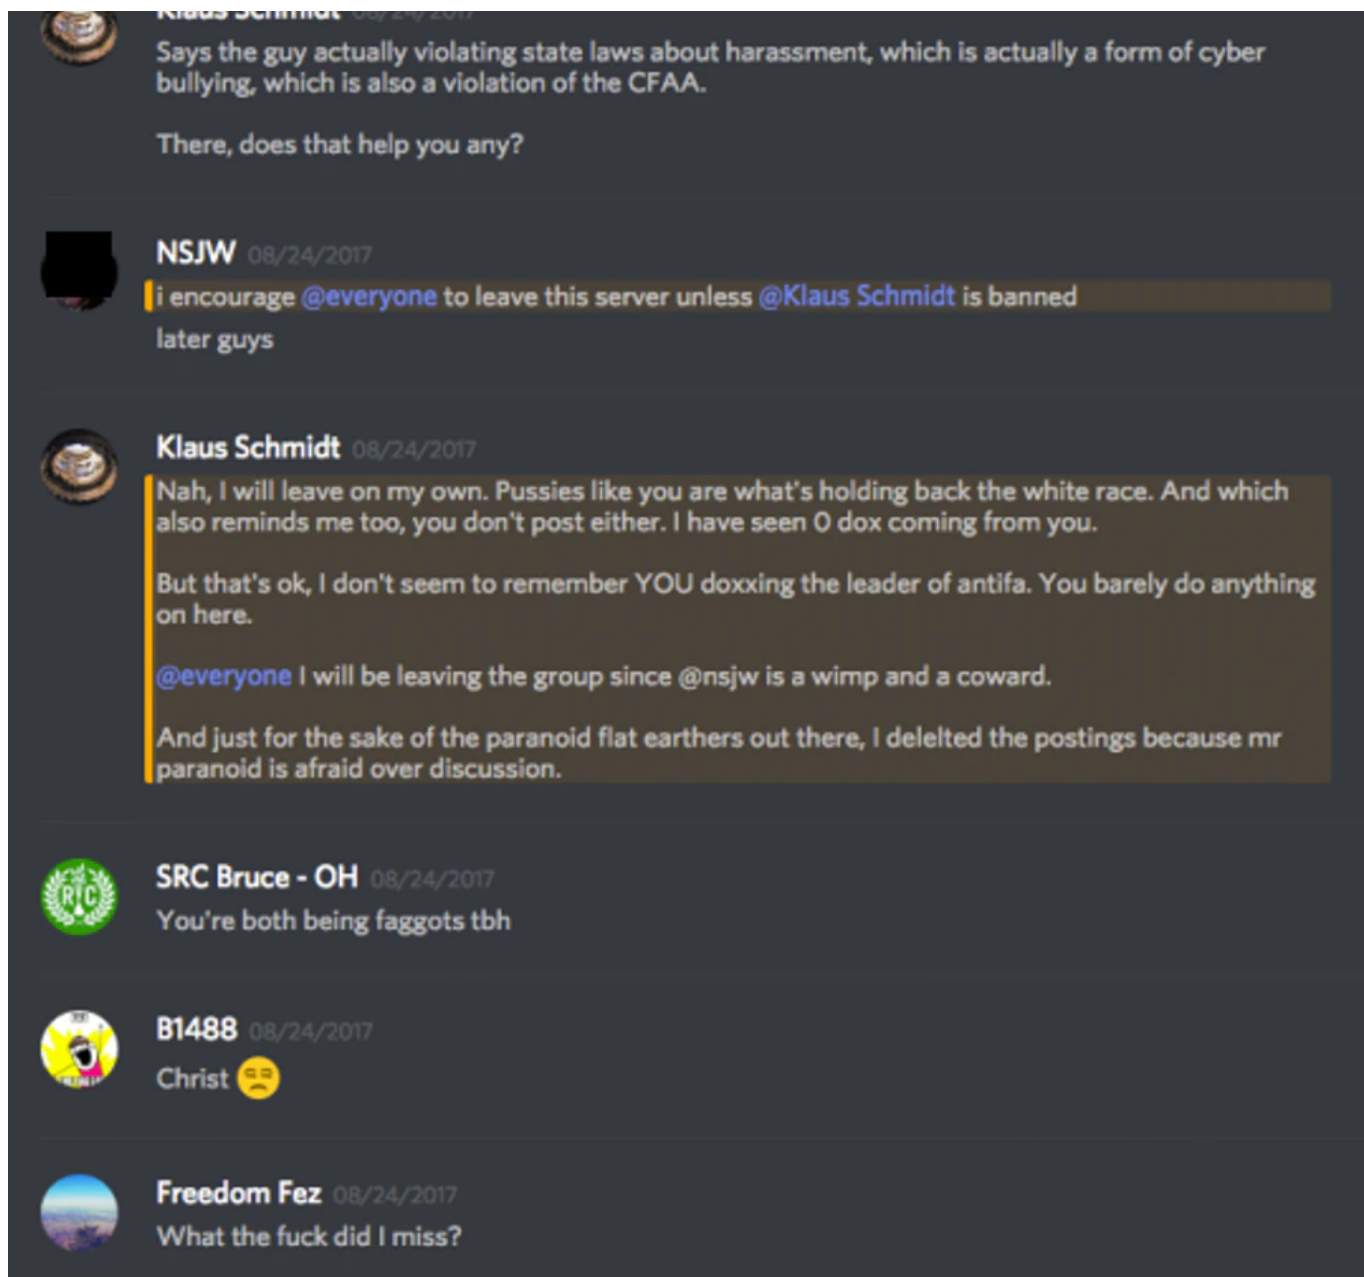 Klaus Schmidt 08/24/2017
Says the guy actually violating state laws about harassment, which is actually a form of cyber
bullying, which is also a violation of the CFAA.
There, does that help you any?
NSJW 08/24/2017
i encourage @everyone to leave this server unless @Klaus Schmidt is banned
later guys
Klaus Schmidt 08/24/2017
Nah, I will leave on my own. Pussies like you are what's holding back the white race. And which
also reminds me too, you don't post either. I have seen 0 dox coming from you.
But that's ok, I don't seem to remember YOU doxxing the leader of antifa. You barely do anything
on here.
@everyone I will be leaving the group since @nsjw is a wimp and a coward.
And just for the sake of the paranoid flat earthers out there, I delelted the postings because mr
paranoid is afraid over discussion.
SRC Bruce - OH 08/24/2017
You're both being faggots tbh
B1488 08/24/2017
Christ
Freedom Fez 08/24/2017
What the fuck did I miss?